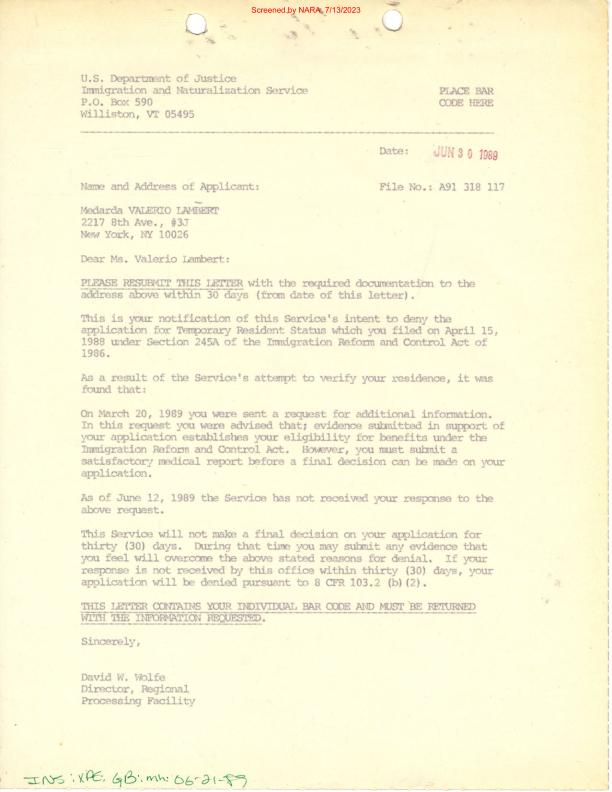 Screened by NARA, 7/13/2023
U.S. Department of Justice
Immigration and Naturalization Service
P.O. Box 590
Williston, VT 05495
PLACE BAR
CODE HERE
Date: JUN 30 1989
Name and Address of Applicant:
File No.: A91 318 117
Medarda VALERIO LAMBERT
2217 8th Ave., #3J
New York, NY 10026
Dear Ms. Valerio Lambert:
PLEASE RESUBMIT THIS LETTER with the required documentation to the
address above within 30 days (from date of this letter).
This is your notification of this Service's intent to deny the
application for Temporary Resident Status which you filed on April 15,
1988 under Section 245A of the Immigration Reform and Control Act of
1986.
As a result of the Service's attempt to verify your residence, it was
found that:
On March 20, 1989 you were sent a request for additional information.
In this request you were advised that; evidence submitted in support of
your application establishes your eligibility for benefits under the
Immigration Reform and Control Act. However, you must submit a
satisfactory medical report before a final decision can be made on your
application.
As of June 12, 1989 the Service has not received your response to the
above request.
This Service will not make a final decision on your application for
thirty (30) days. During that time you may submit any evidence that
you feel will overcome the above stated reasons for denial. If your
response is not received by this office within thirty (30) days, your
application will be denied pursuant to 8 CFR 103.2 (b)(2).
THIS LETTER CONTAINS YOUR INDIVIDUAL BAR CODE AND MUST BE RETURNED
WITH THE INFORMATION REQUESTED.
Sincerely,
David W. Wolfe
Director, Regional
Processing Facility
INS:XPE:GB:mh:06-21-89